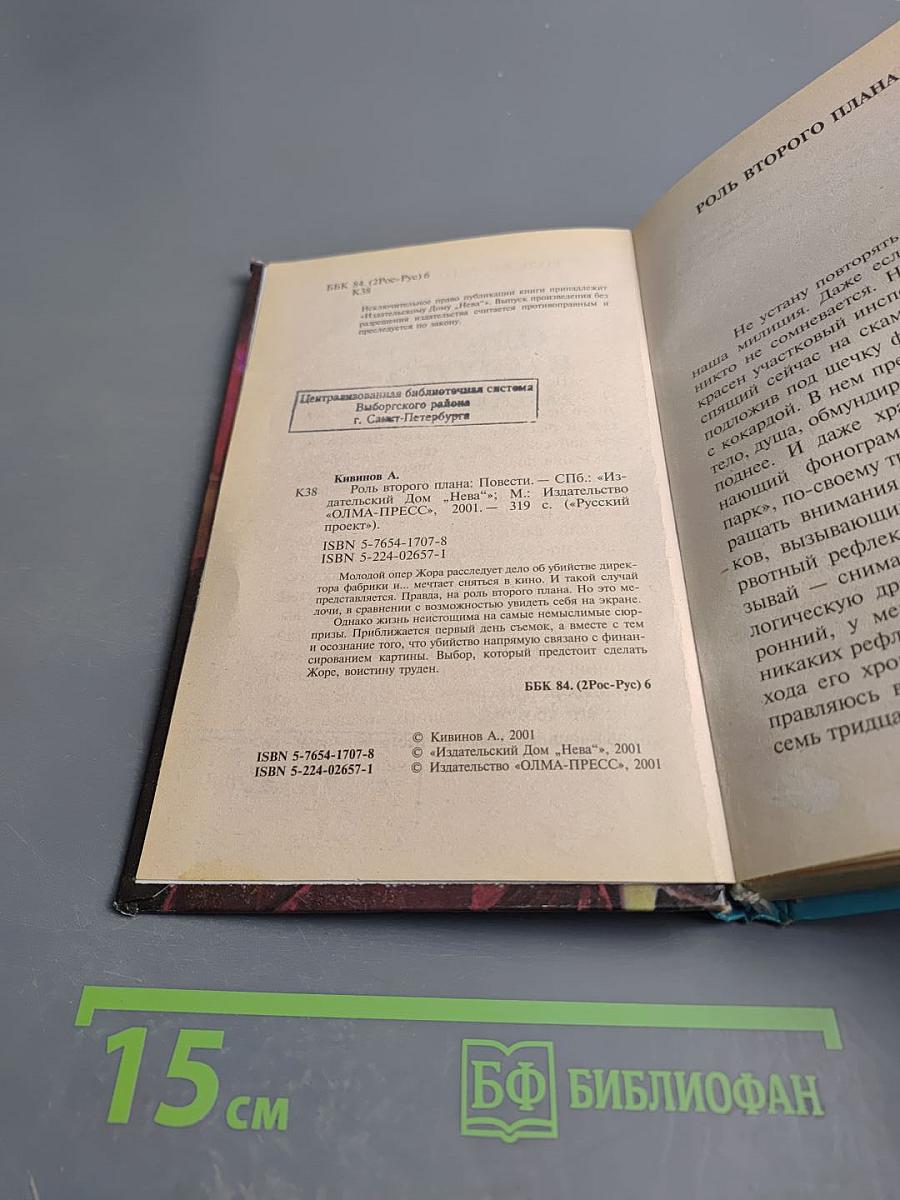 ББК 84. (2Рос-Рус) 6
К38
Исключительное право публикации книги принадлежит
«Издательскому Дому „Нева“». Выпуск произведения без
разрешения издательства считается противоправным и
преследуется по закону.
Централизованная библиотечная система
Выборгского района
г. Санкт-Петербурга
Кивинов А.
К38 Роль второго плана: Повести. — СПб.: «Из-
дательский Дом „Нева“»; М.: Издательство
«ОЛМА-ПРЕСС», 2001. — 319 с. («Русский
проект»).
ISBN 5-7654-1707-8
ISBN 5-224-02657-1
Молодой опер Жора расследует дело об убийстве дирек-
тора фабрики и... мечтает сняться в кино. И такой случай
представляется. Правда, на роль второго плана. Но это ме-
лочи, в сравнении с возможностью увидеть себя на экране.
Однако жизнь неистощима на самые немыслимые сюр-
призы. Приближается первый день съемок, а вместе с тем
и осознание того, что убийство напрямую связано с финан-
сированием картины. Выбор, который предстоит сделать
Жоре, воистину труден.
ББК 84. (2Рос-Рус) 6
© Кивинов А., 2001
ISBN 5-7654-1707-8 © «Издательский Дом „Нева“», 2001
ISBN 5-224-02657-1 © Издательство «ОЛМА-ПРЕСС», 2001
РОЛЬ ВТОРОГО ПЛАНА
Не устану повторять
наша милиция. Даже есл
никто не сомневается. Н
красен участковый инспе
спящий сейчас на скам
подложив под щечку ф
с кокардой. В нем пре
тело, душа, обмундир
поднее. И даже хра
нающий фонограм
парк», по-своему т
ращать внимания
ков, вызывающи
рвотный рефлек
зывай — снима
логическую др
ронний, у ме
никаких рефл
хода его хро
правляюсь в
семь тридца
15 см
БФ БИБЛИОФАН